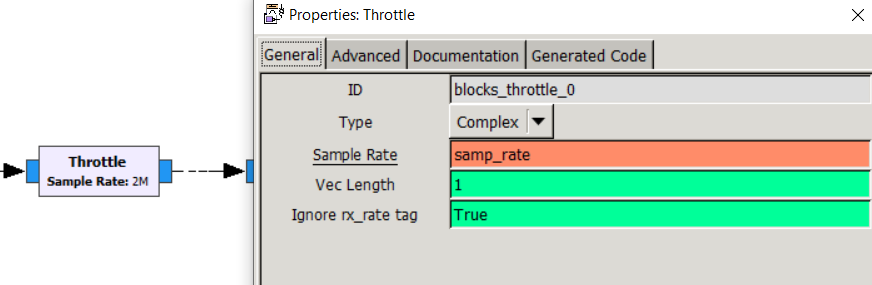 Properties: Throttle
General Advanced Documentation Generated Code
ID blocks_throttle_0
Type Complex
Sample Rate samp_rate
Vec Length 1
Ignore rx_rate tag True
Throttle
Sample Rate: 2M